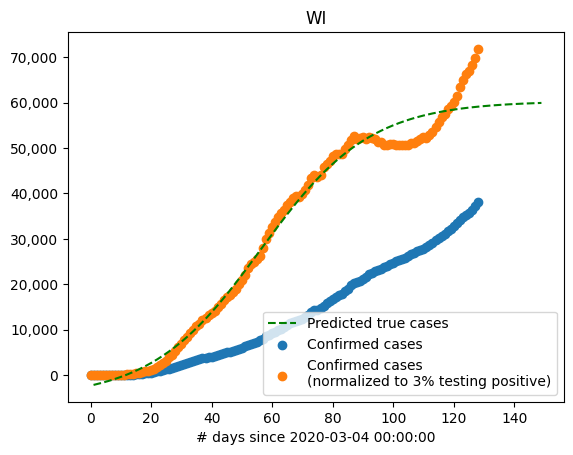 WI
70,000
60,000
50,000
40,000
30,000
20,000
10,000
0
Predicted true cases
Confirmed cases
Confirmed cases
(normalized to 3% testing positive)
0 20 40 60 80 100 120 140
# days since 2020-03-04 00:00:00